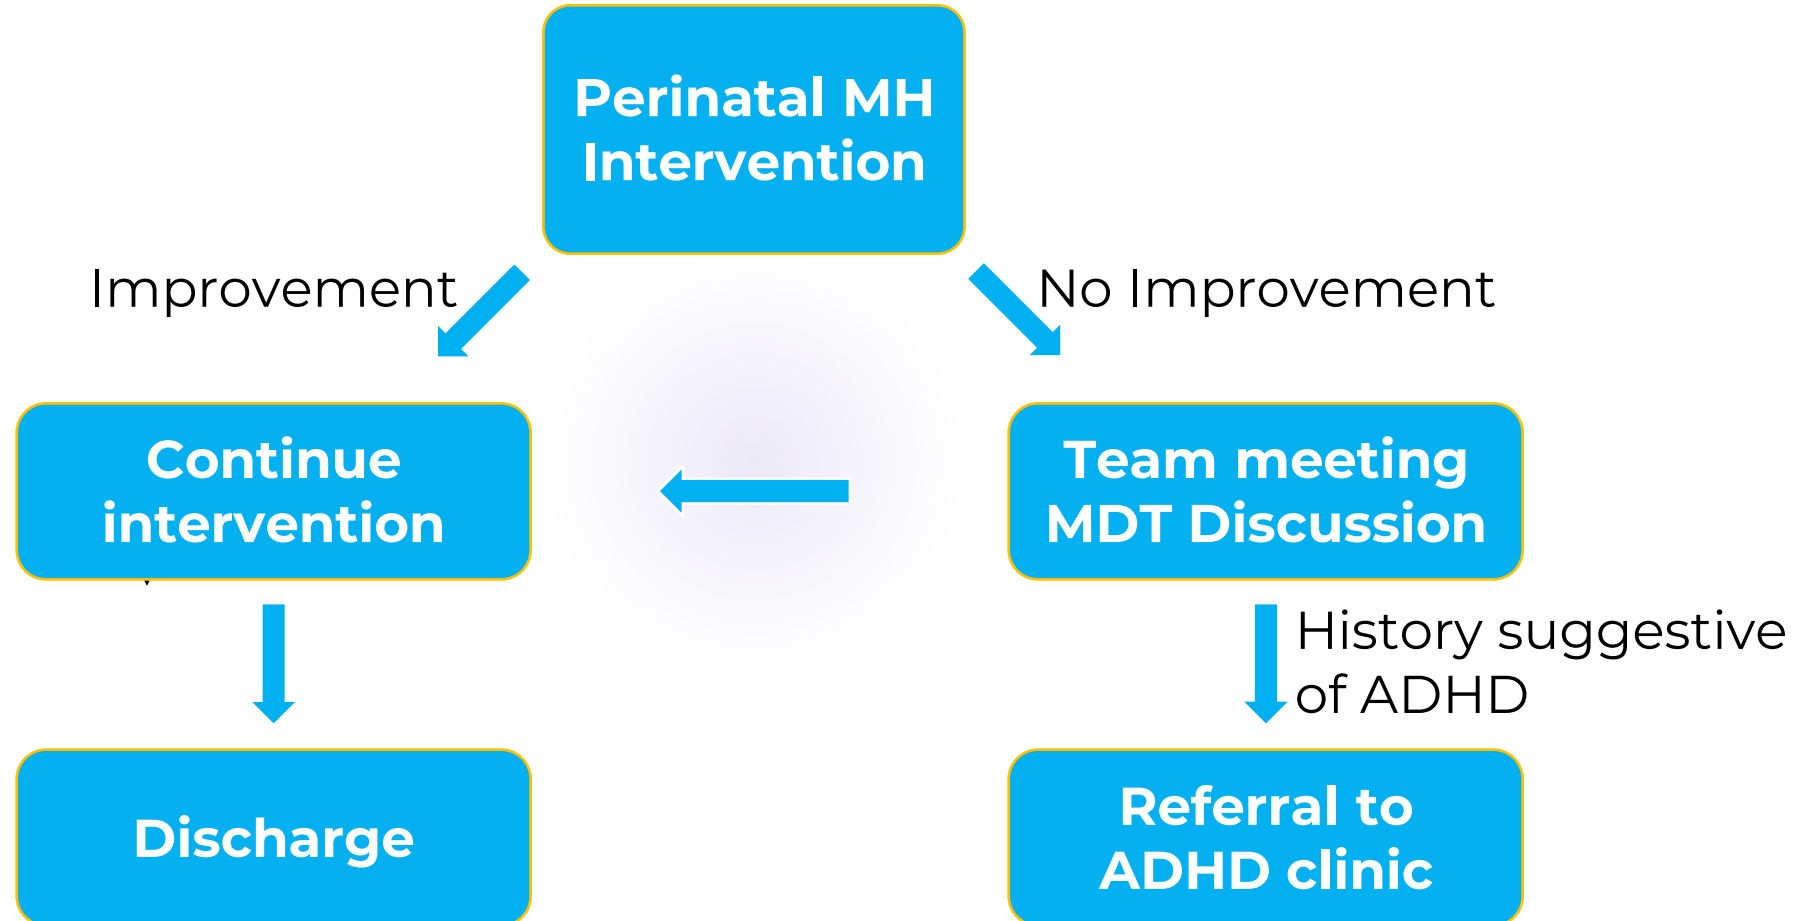 Perinatal MH
Intervention
Improvement
No Improvement
Continue
intervention
Team meeting
MDT Discussion
History suggestive
of ADHD
Discharge
Referral to
ADHD clinic